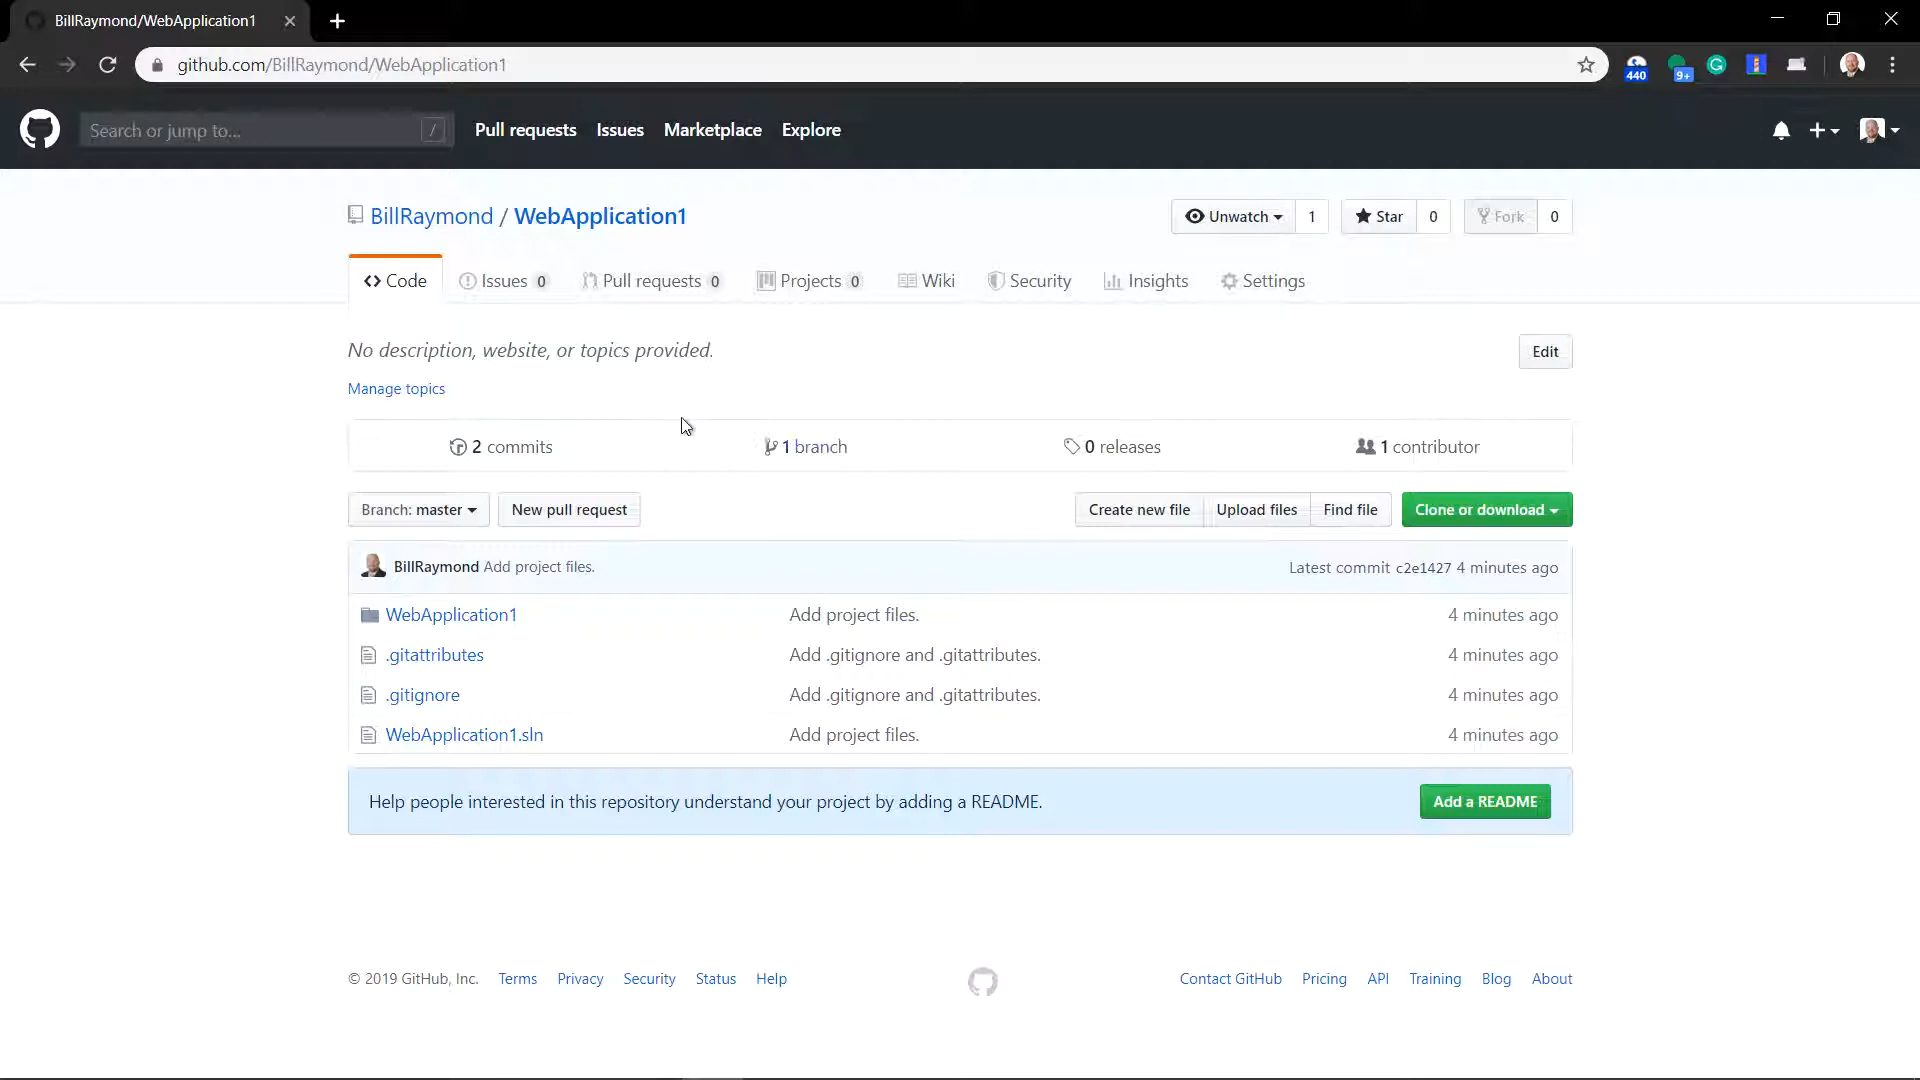 BillRaymond/WebApplication1
github.com/BillRaymond/WebApplication1
440
9+
Search or jump to...
/
Pull requests
Issues
Marketplace
Explore
BillRaymond / WebApplication1
Unwatch
1
Star
0
Fork
0
Code
Issues 0
Pull requests 0
Projects 0
Wiki
Security
Insights
Settings
No description, website, or topics provided.
Edit
Manage topics
2 commits
1 branch
0 releases
1 contributor
Branch: master
New pull request
Create new file
Upload files
Find file
Clone or download
BillRaymond Add project files.
Latest commit c2e1427 4 minutes ago
WebApplication1 Add project files. 4 minutes ago
.gitattributes Add .gitignore and .gitattributes. 4 minutes ago
.gitignore Add .gitignore and .gitattributes. 4 minutes ago
WebApplication1.sln Add project files. 4 minutes ago
Help people interested in this repository understand your project by adding a README.
Add a README
© 2019 GitHub, Inc. Terms Privacy Security Status Help
Contact GitHub Pricing API Training Blog About